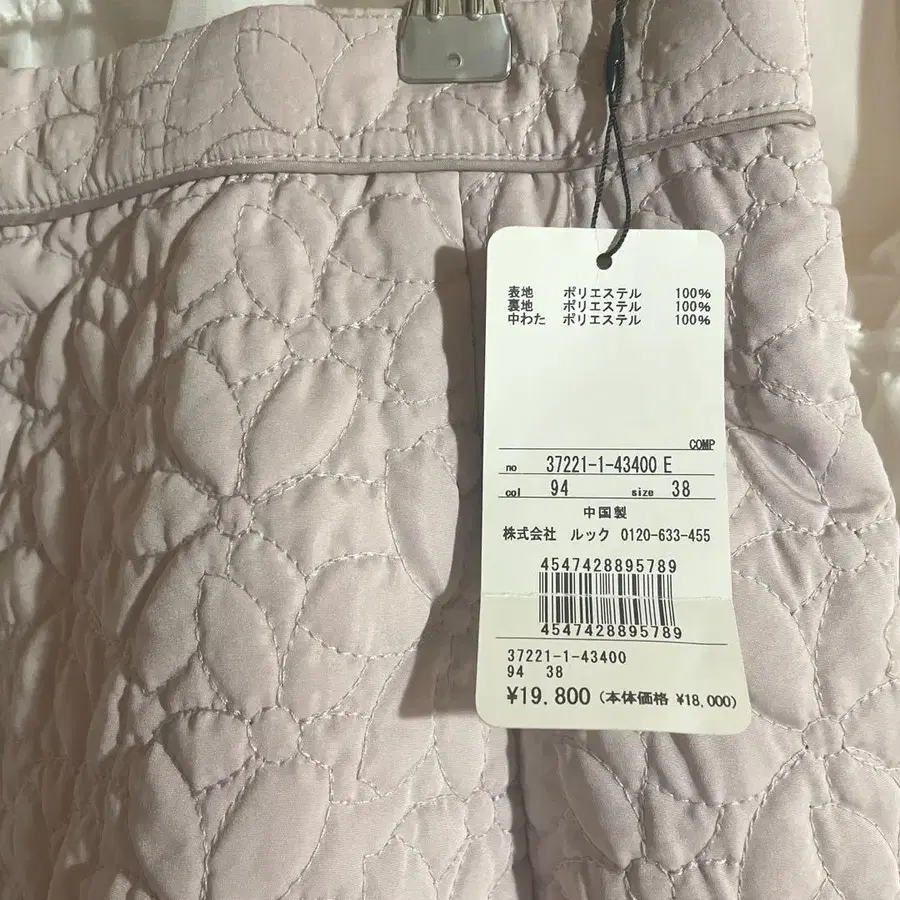 表地 ポリエステル 100%
裏地 ポリエステル 100%
中わた ポリエステル 100%
COMP
no 37221-1-43400 E
col 94 size 38
中国製
株式会社 ルック 0120-633-455
4547428895789
4547428895789
37221-1-43400
94 38
¥19,800 (本体価格 ¥18,000)